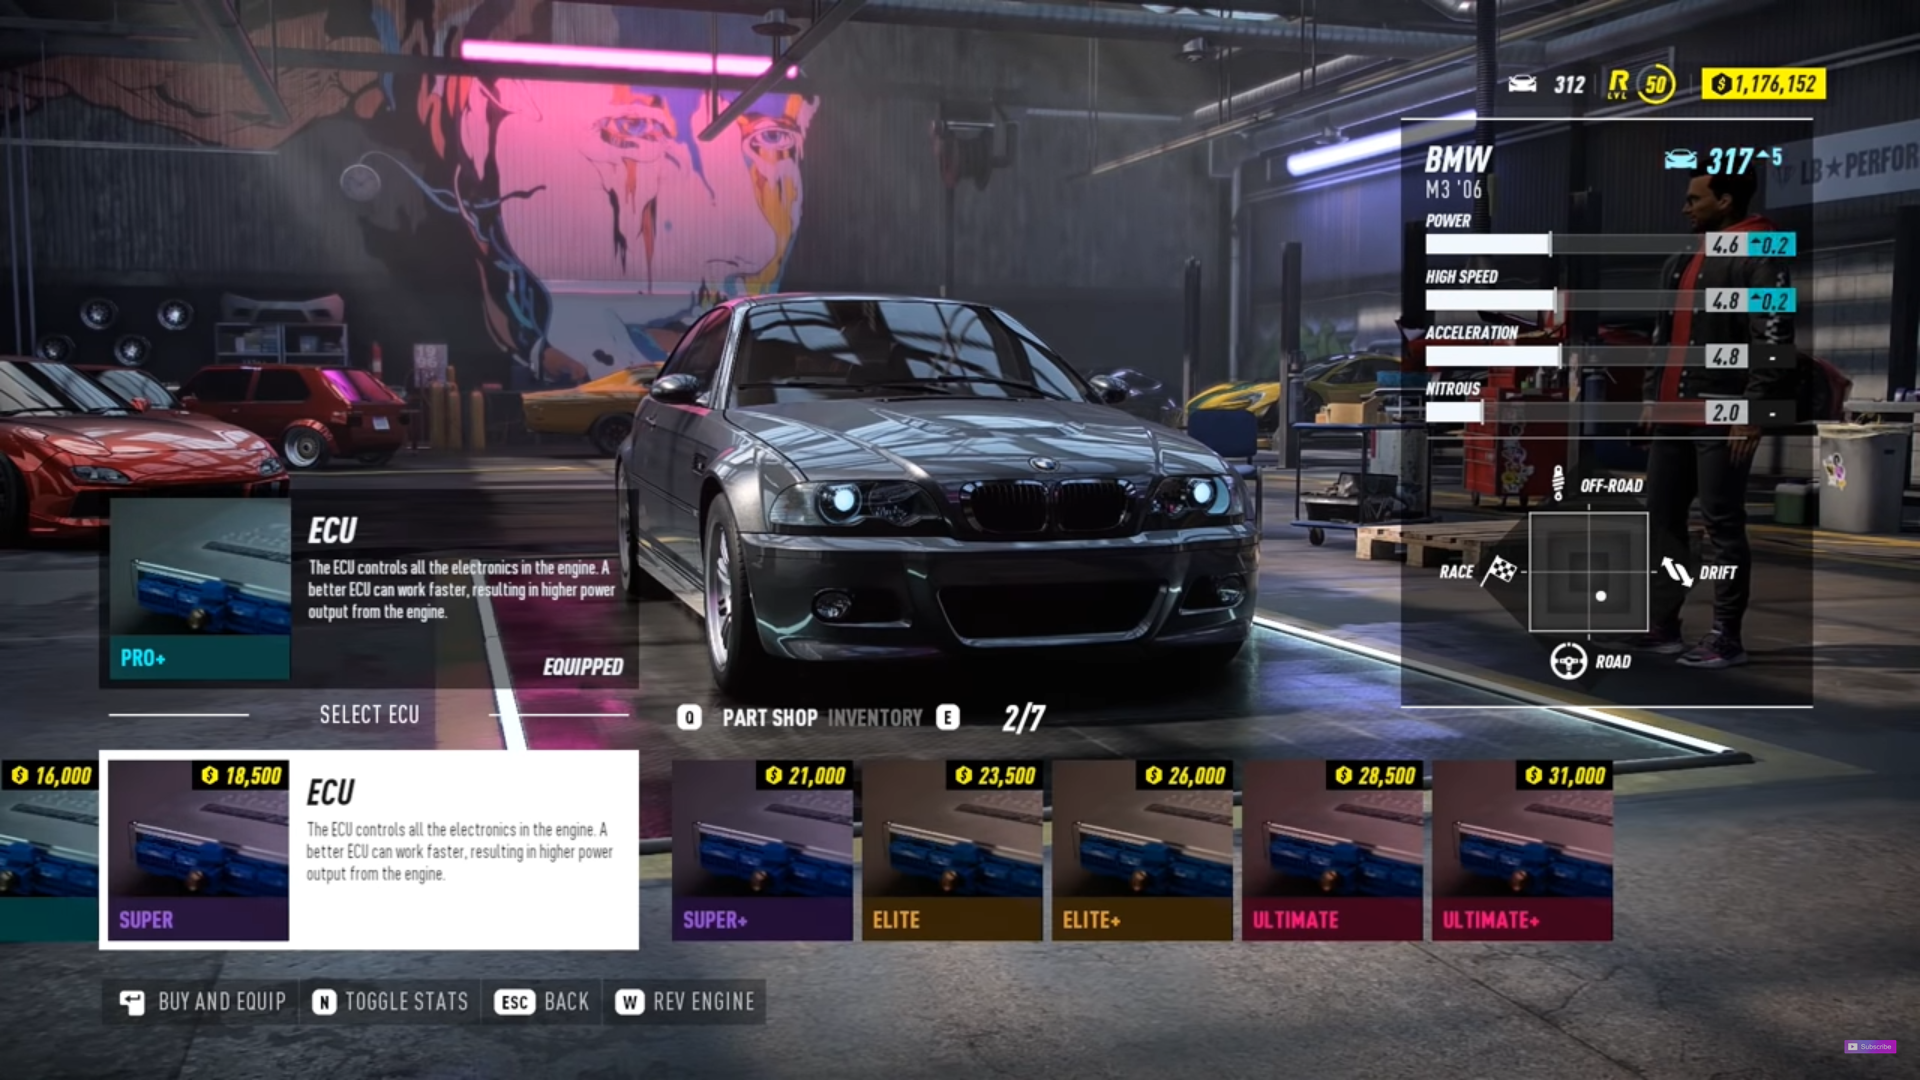 312
R LVL 50
1,176,152
BMW
317 5
M3 '06
POWER
4.6 0.2
HIGH SPEED
4.8 0.2
ACCELERATION
4.8 -
NITROUS
2.0 -
LB★PERFOR
OFF-ROAD
RACE
DRIFT
ROAD
ECU
The ECU controls all the electronics in the engine. A
better ECU can work faster, resulting in higher power
output from the engine.
PRO+
EQUIPPED
SELECT ECU
Q PART SHOP INVENTORY E 2/7
16,000
18,500
ECU
The ECU controls all the electronics in the engine. A
better ECU can work faster, resulting in higher power
output from the engine.
SUPER
21,000
SUPER+
23,500
ELITE
26,000
ELITE+
28,500
ULTIMATE
31,000
ULTIMATE+
BUY AND EQUIP N TOGGLE STATS ESC BACK W REV ENGINE
Subscribe